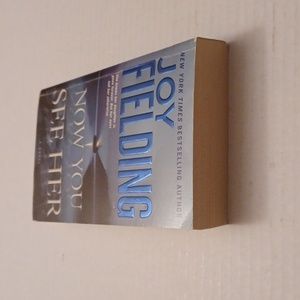 NEW YORK TIMES BESTSELLING AUTHOR
JOY
FIELDING
NOW YOU
SEE HER